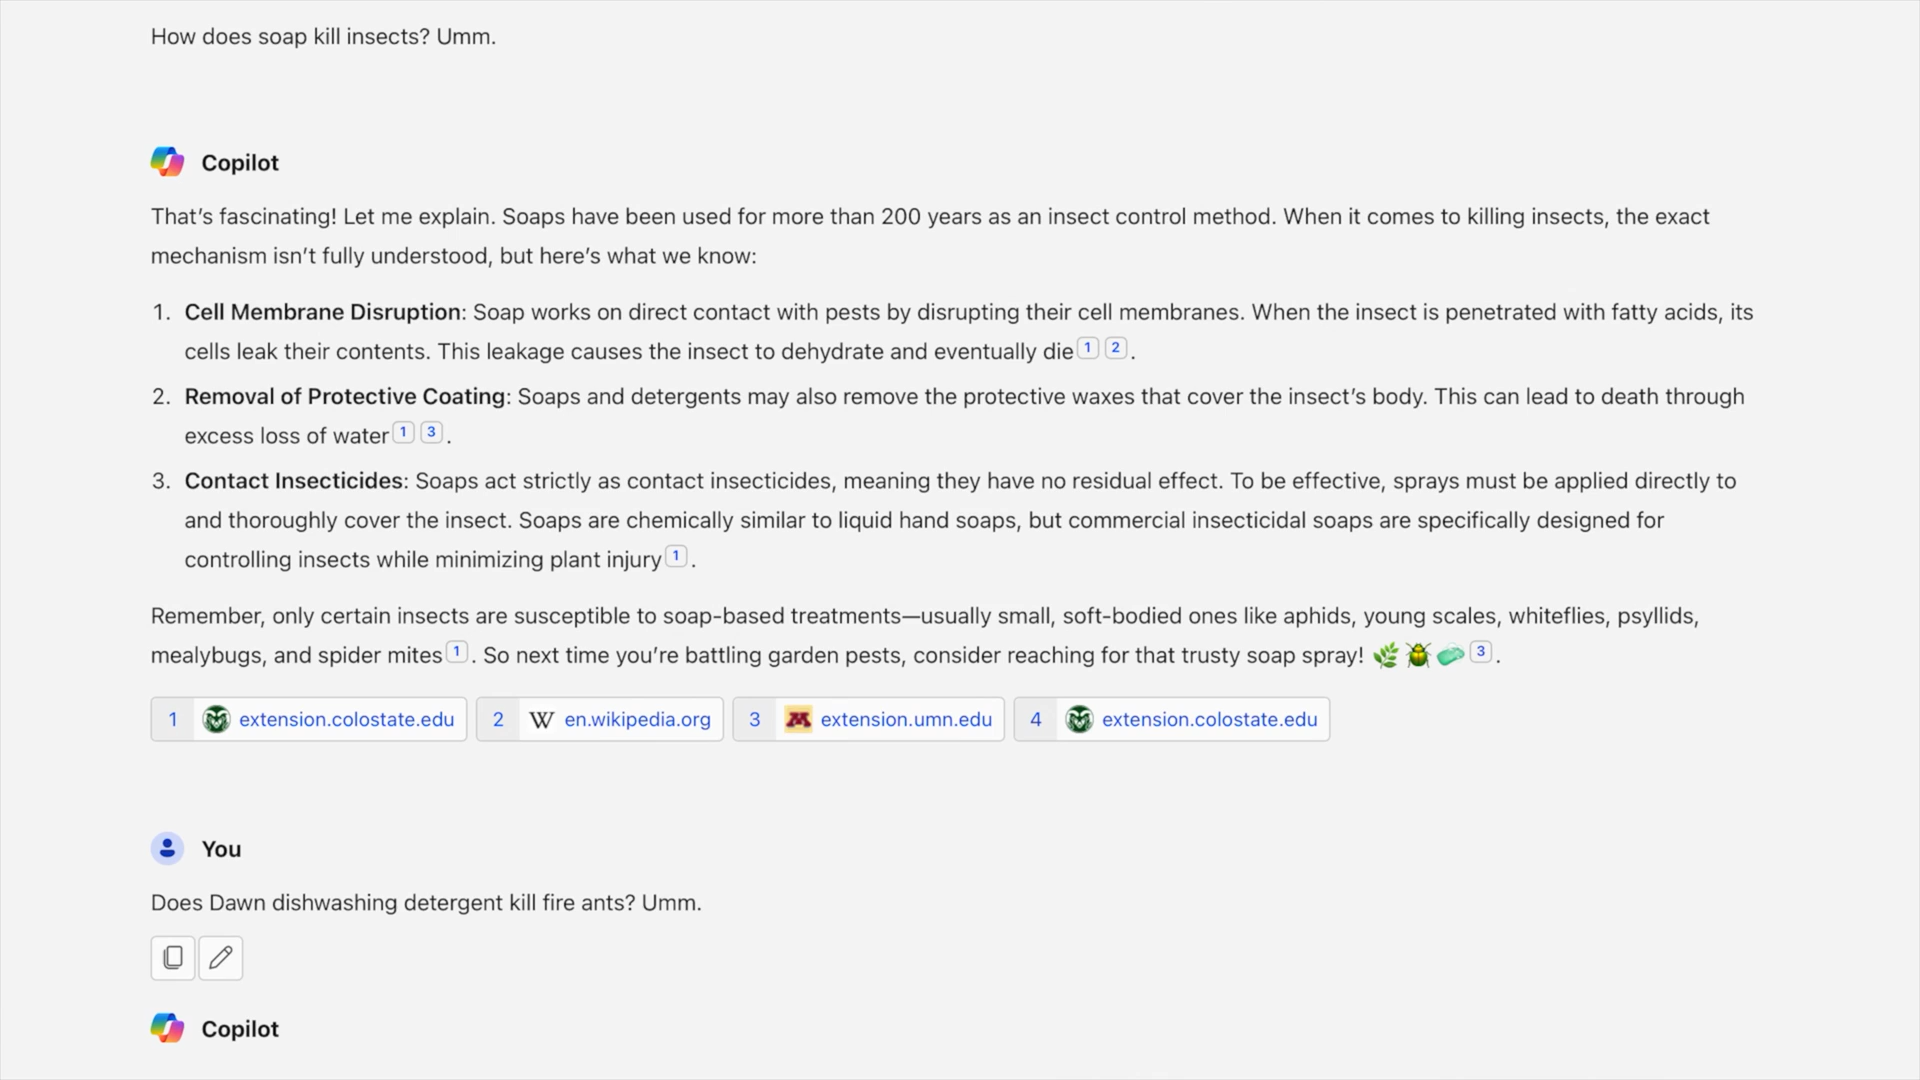 How does soap kill insects? Umm.
Copilot
That’s fascinating! Let me explain. Soaps have been used for more than 200 years as an insect control method. When it comes to killing insects, the exact
mechanism isn’t fully understood, but here’s what we know:
1. Cell Membrane Disruption: Soap works on direct contact with pests by disrupting their cell membranes. When the insect is penetrated with fatty acids, its
cells leak their contents. This leakage causes the insect to dehydrate and eventually die 1 2 .
2. Removal of Protective Coating: Soaps and detergents may also remove the protective waxes that cover the insect’s body. This can lead to death through
excess loss of water 1 3 .
3. Contact Insecticides: Soaps act strictly as contact insecticides, meaning they have no residual effect. To be effective, sprays must be applied directly to
and thoroughly cover the insect. Soaps are chemically similar to liquid hand soaps, but commercial insecticidal soaps are specifically designed for
controlling insects while minimizing plant injury 1 .
Remember, only certain insects are susceptible to soap-based treatments—usually small, soft-bodied ones like aphids, young scales, whiteflies, psyllids,
mealybugs, and spider mites 1 . So next time you’re battling garden pests, consider reaching for that trusty soap spray! 🌿🪲🧼 3 .
1 extension.colostate.edu 2 W en.wikipedia.org 3 M extension.umn.edu 4 extension.colostate.edu
You
Does Dawn dishwashing detergent kill fire ants? Umm.
Copilot